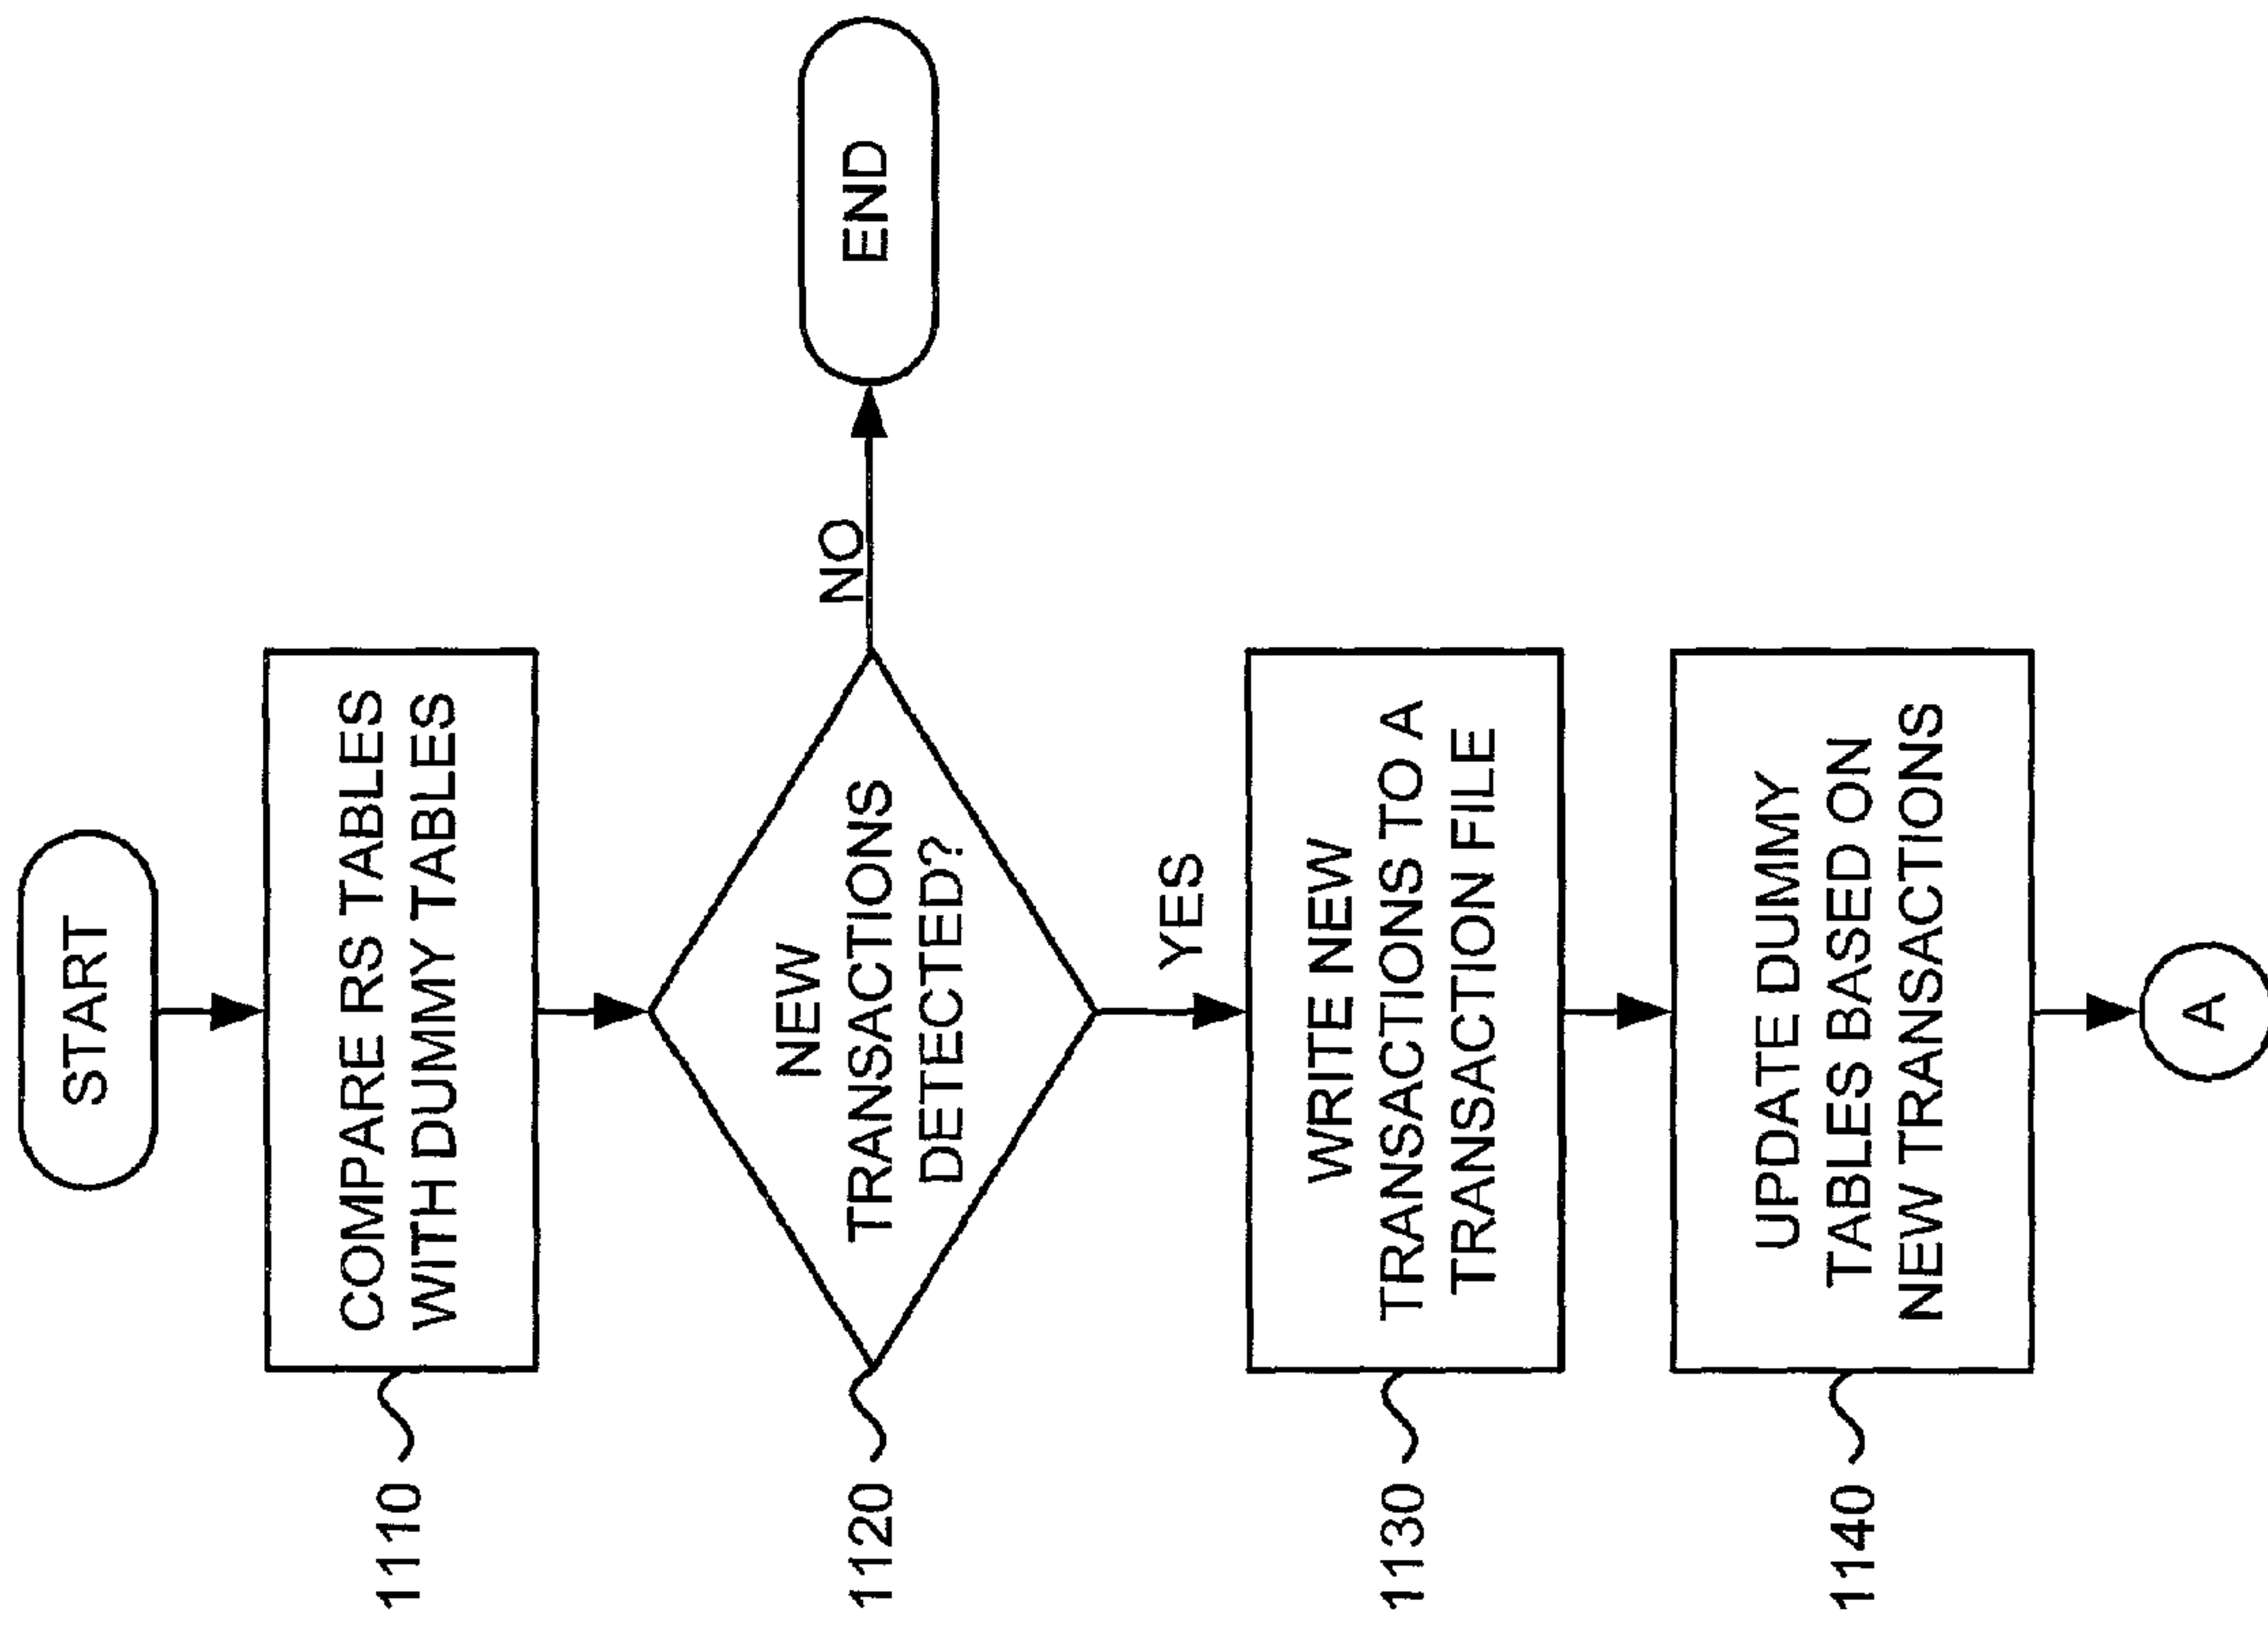 START
1110
COMPARE RS TABLES
WITH DUMMY TABLES
1120
NEW
TRANSACTIONS
DETECTED?
NO
END
YES
1130
WRITE NEW
TRANSACTIONS TO A
TRANSACTION FILE
1140
UPDATE DUMMY
TABLES BASED ON
NEW TRANSACTIONS
A